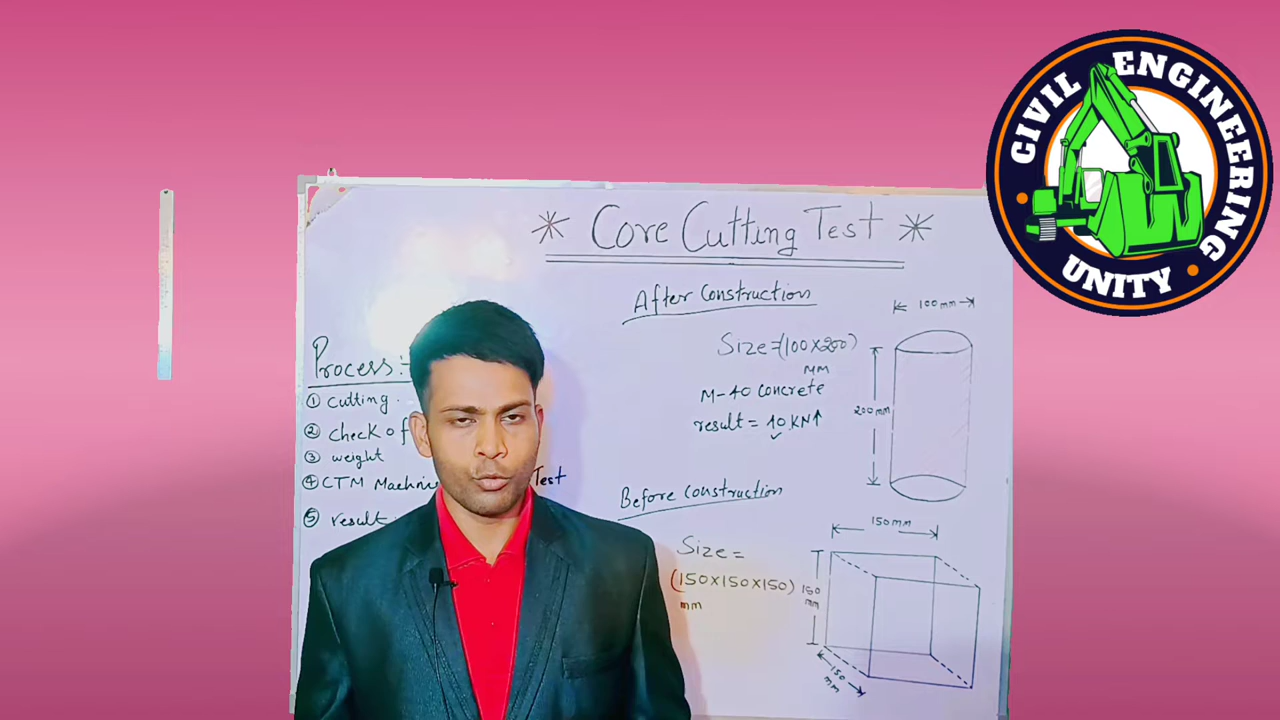 CIVIL ENGINEERING
UNITY
* Core Cutting Test *
After Construction
Size=(100x200)
MM
M-40 Concrete
result = 40 KN↑
100mm
200mm
Process:-
① Cutting.
② check of
③ weight
④ CTM Machine Test
⑤ result
Before Construction
Size =
(150x150x150)
mm
150mm
150
mm
150
mm